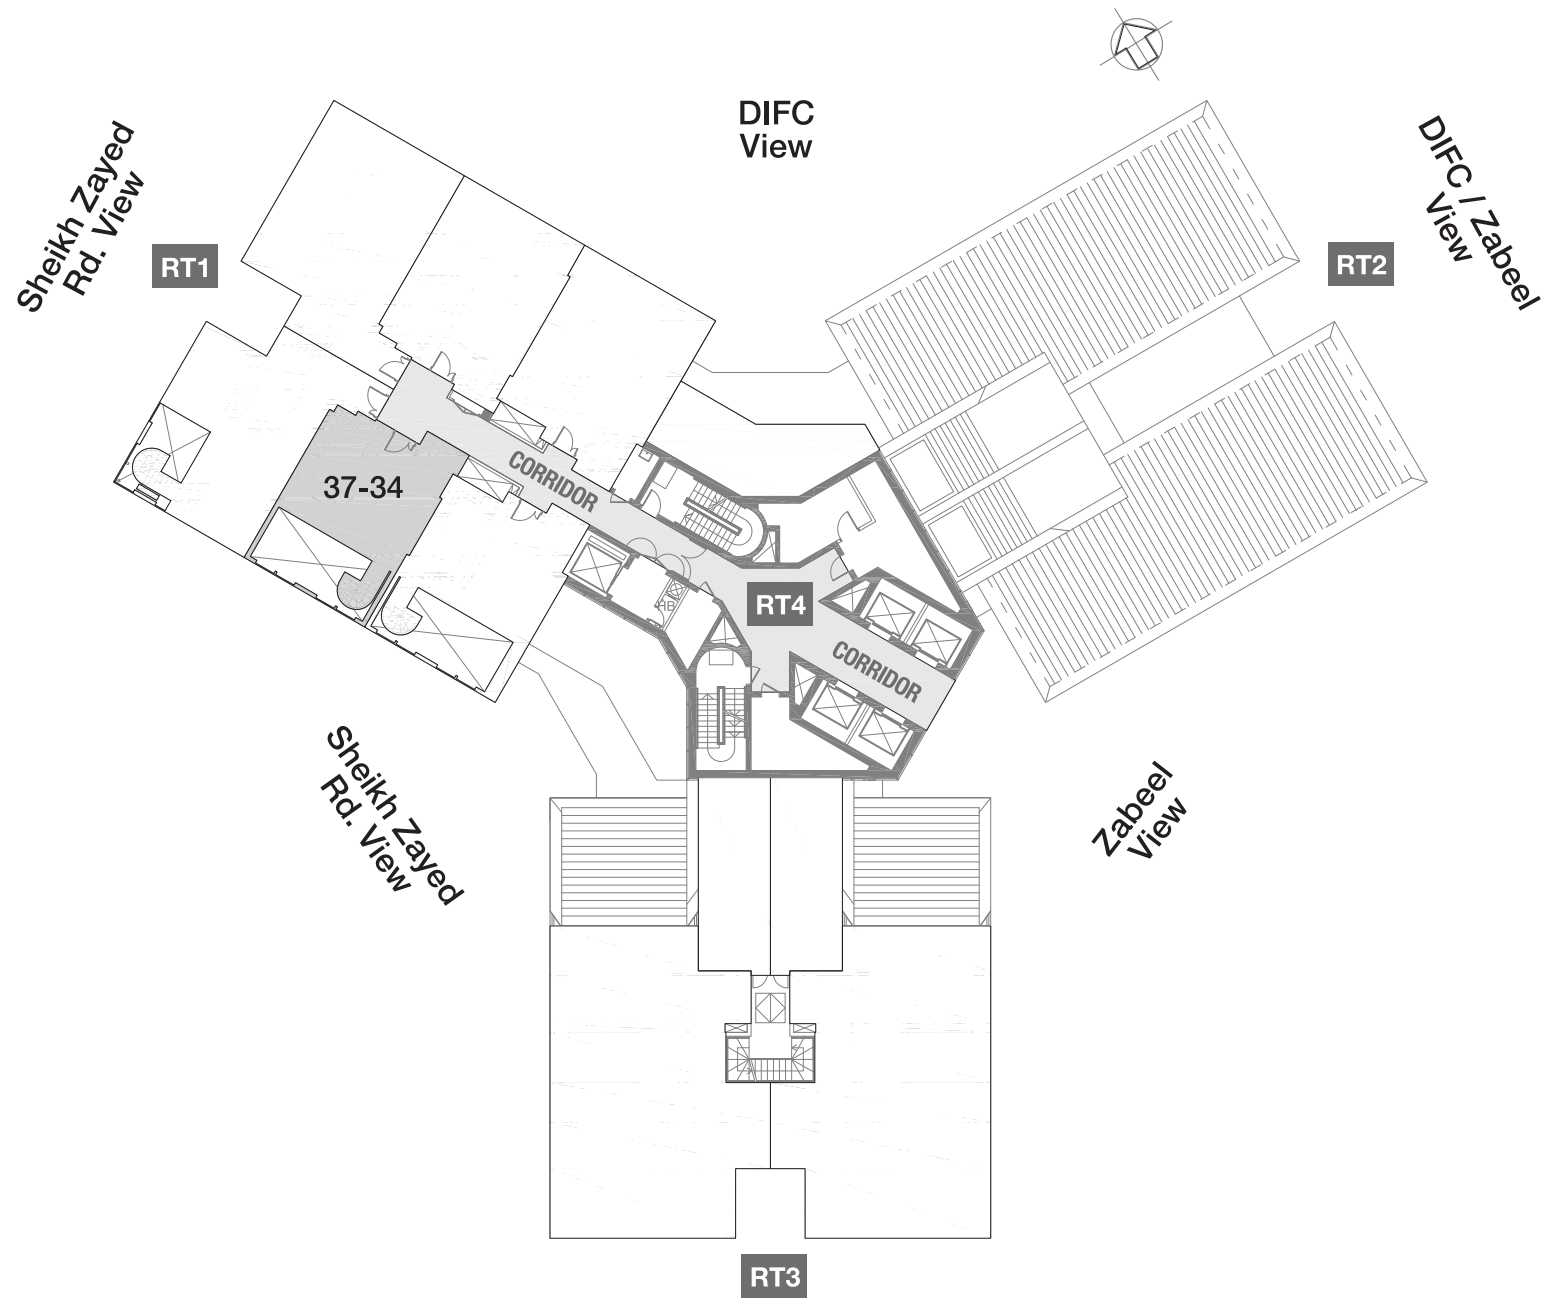 DIFC
View
Sheikh Zayed
Rd. View
DIFC / Zabeel
View
RT1
RT2
37-34
CORRIDOR
HB
RT4
CORRIDOR
Sheikh Zayed
Rd. View
Zabeel
View
RT3